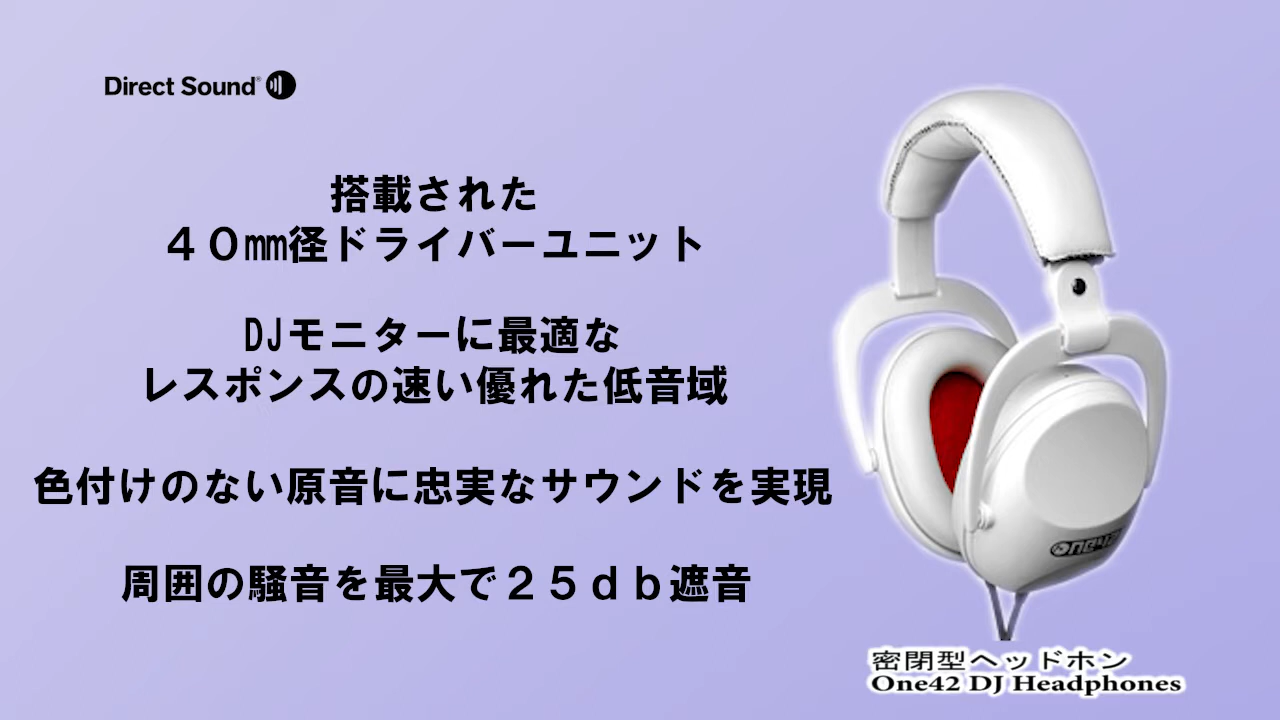 Direct Sound®
搭載された
４０㎜径ドライバーユニット
DJモニターに最適な
レスポンスの速い優れた低音域
色付けのない原音に忠実なサウンドを実現
周囲の騒音を最大で２５ｄｂ遮音
One42
密閉型ヘッドホン
One42 DJ Headphones